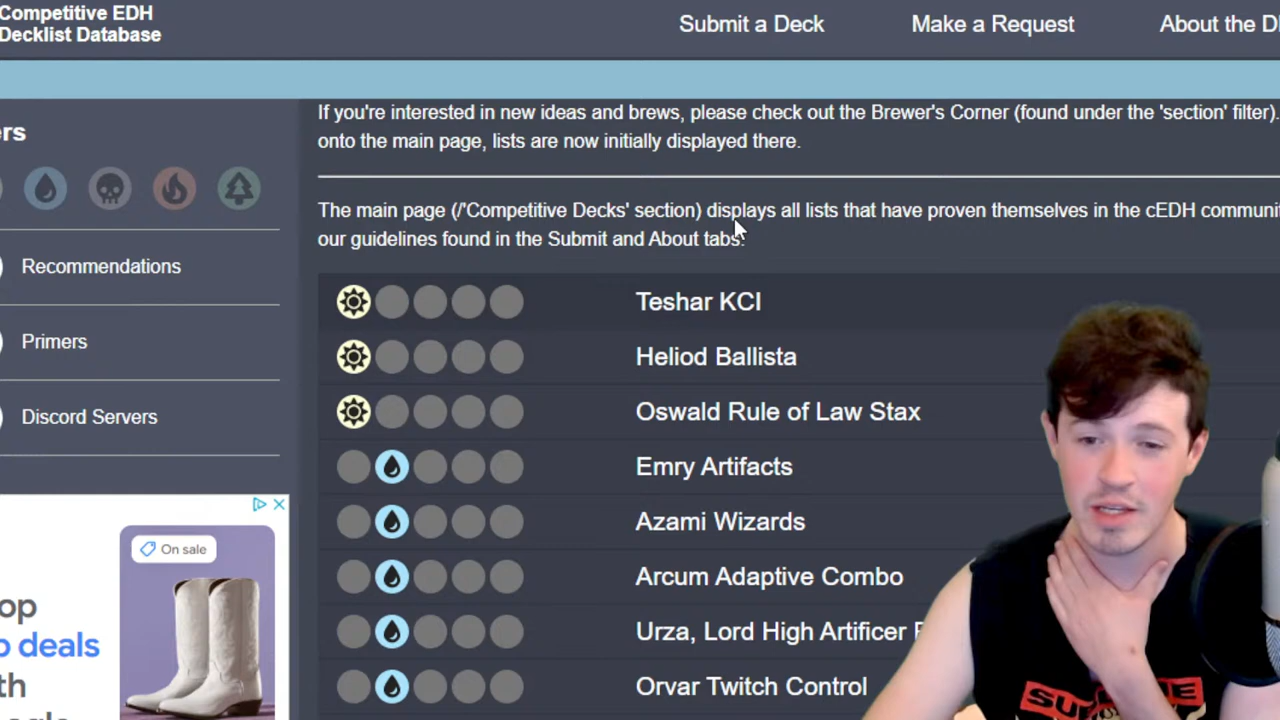 Competitive EDH
Decklist Database
Submit a Deck
Make a Request
About the
If you're interested in new ideas and brews, please check out the Brewer's Corner (found under the 'section' filter).
onto the main page, lists are now initially displayed there.
The main page (/'Competitive Decks' section) displays all lists that have proven themselves in the cEDH
our guidelines found in the Submit and About tabs.
Recommendations
Primers
Discord Servers
On sale
deals
Teshar KCI
Heliod Ballista
Oswald Rule of Law Stax
Emry Artifacts
Azami Wizards
Arcum Adaptive Combo
Urza, Lord High Artificer
Orvar Twitch Control